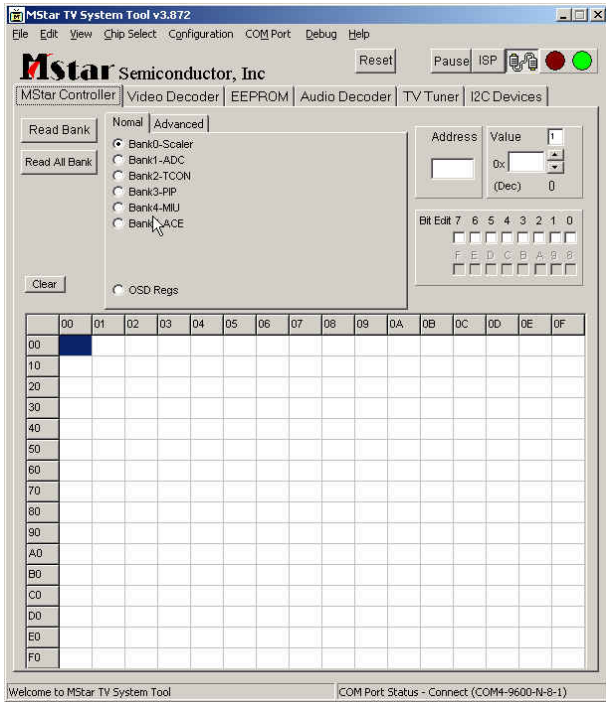 MStar TV System Tool v3.872
File Edit View Chip Select Configuration COM Port Debug Help
MStar Semiconductor, Inc
Reset Pause ISP
MStar Controller Video Decoder EEPROM Audio Decoder TV Tuner I2C Devices
Read Bank
Read All Bank
Clear
Nomal Advanced
Bank0-Scaler
Bank1-ADC
Bank2-TCON
Bank3-PIP
Bank4-MIU
-ACE
OSD Regs
Address Value 1
0x
(Dec) 0
Bit Edit 7 6 5 4 3 2 1 0
F E D C B A 9 8
00 01 02 03 04 05 06 07 08 09 0A 0B 0C 0D 0E 0F
00
10
20
30
40
50
60
70
80
90
A0
B0
C0
D0
E0
F0
Welcome to MStar TV System Tool COM Port Status - Connect (COM4-9600-N-8-1)